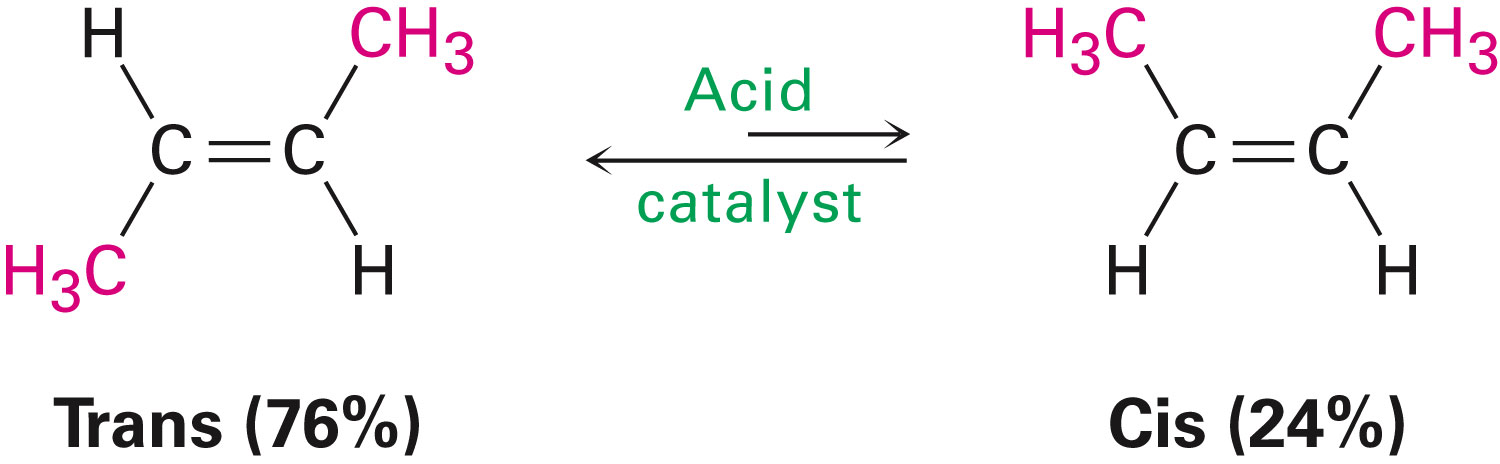 H CH₃ H₃C CH₃
Acid
C=C C=C
catalyst
H₃C H H H
Trans (76%) Cis (24%)